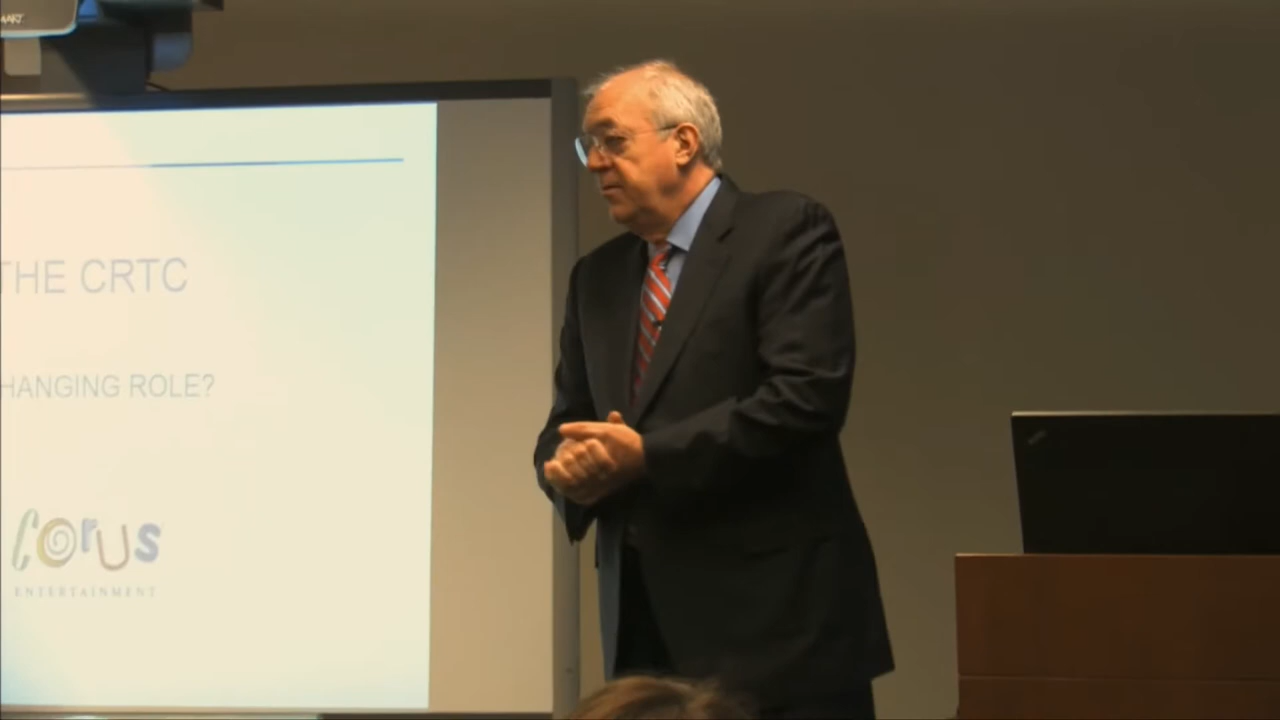 THE CRTC
HANGING ROLE?
corus
ENTERTAINMENT